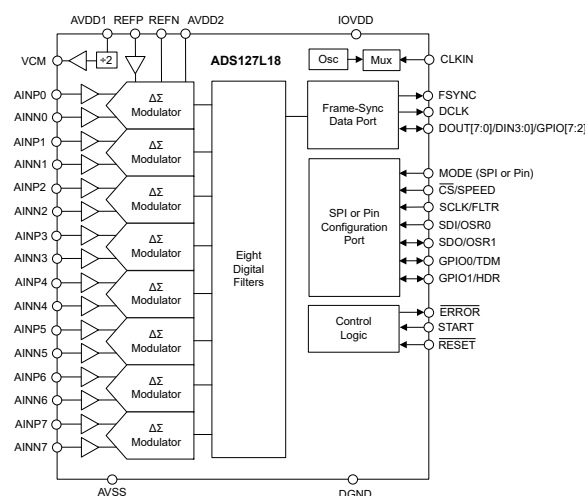 AVDD1 REFP REFN AVDD2 IOVDD
VCM ÷2 ADS127L18 Osc Mux CLKIN
AINP0
AINN0
AINP1
AINN1
AINP2
AINN2
AINP3
AINN3
AINP4
AINN4
AINP5
AINN5
AINP6
AINN6
AINP7
AINN7
ΔΣ
Modulator
ΔΣ
Modulator
ΔΣ
Modulator
ΔΣ
Modulator
ΔΣ
Modulator
ΔΣ
Modulator
ΔΣ
Modulator
ΔΣ
Modulator
Eight
Digital
Filters
Frame-Sync
Data Port
FSYNC
DCLK
DOUT[7:0]/DIN3:0]/GPIO[7:2]
SPI or Pin
Configuration
Port
MODE (SPI or Pin)
CS/SPEED
SCLK/FLTR
SDI/OSR0
SDO/OSR1
GPIO0/TDM
GPIO1/HDR
Control
Logic
ERROR
START
RESET
AVSS DGND